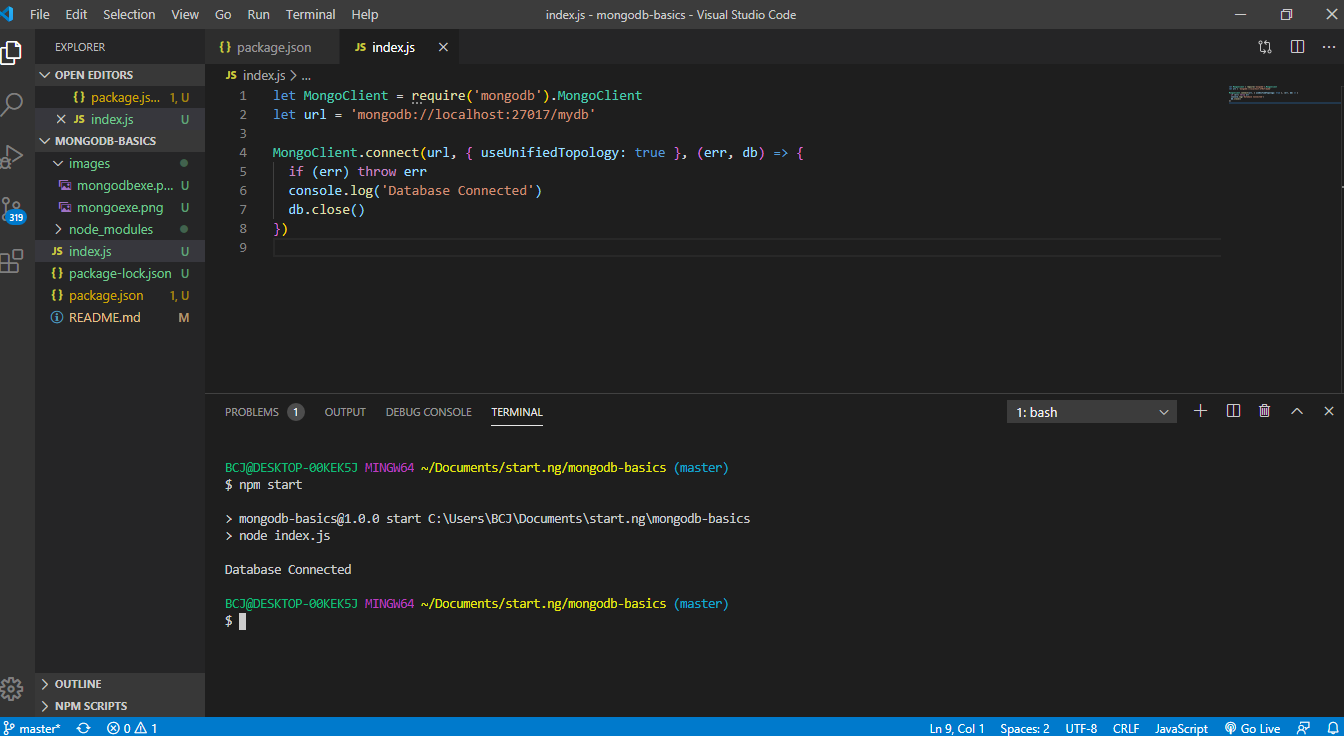 File Edit Selection View Go Run Terminal Help
index.js - mongodb-basics - Visual Studio Code
EXPLORER
OPEN EDITORS
{} package.js... 1, U
JS index.js U
MONGODB-BASICS
images
mongodbexe.p... U
mongoexe.png U
node_modules
JS index.js U
{} package-lock.json U
{} package.json 1, U
README.md M
OUTLINE
NPM SCRIPTS
319
{} package.json
JS index.js
JS index.js > ...
1 let MongoClient = require('mongodb').MongoClient
2 let url = 'mongodb://localhost:27017/mydb'
3
4 MongoClient.connect(url, { useUnifiedTopology: true }, (err, db) => {
5 if (err) throw err
6 console.log('Database Connected')
7 db.close()
8 })
9
PROBLEMS 1 OUTPUT DEBUG CONSOLE TERMINAL
1: bash
BCJ@DESKTOP-00KEK5J MINGW64 ~/Documents/start.ng/mongodb-basics (master)
$ npm start
> mongodb-basics@1.0.0 start C:\Users\BCJ\Documents\start.ng\mongodb-basics
> node index.js
Database Connected
BCJ@DESKTOP-00KEK5J MINGW64 ~/Documents/start.ng/mongodb-basics (master)
$
master* 0 1 Ln 9, Col 1 Spaces: 2 UTF-8 CRLF JavaScript Go Live